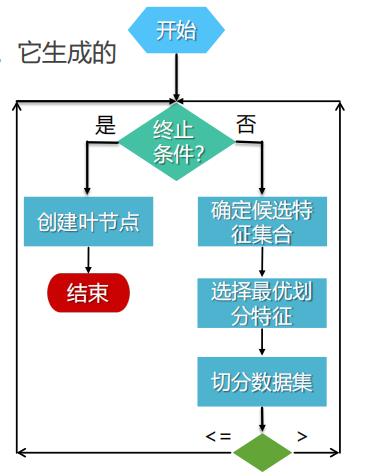 开始
，它生成的
是
否
终止
条件？
创建叶节点
确定候选特
征集合
结束
选择最优划
分特征
切分数据集
<=
>